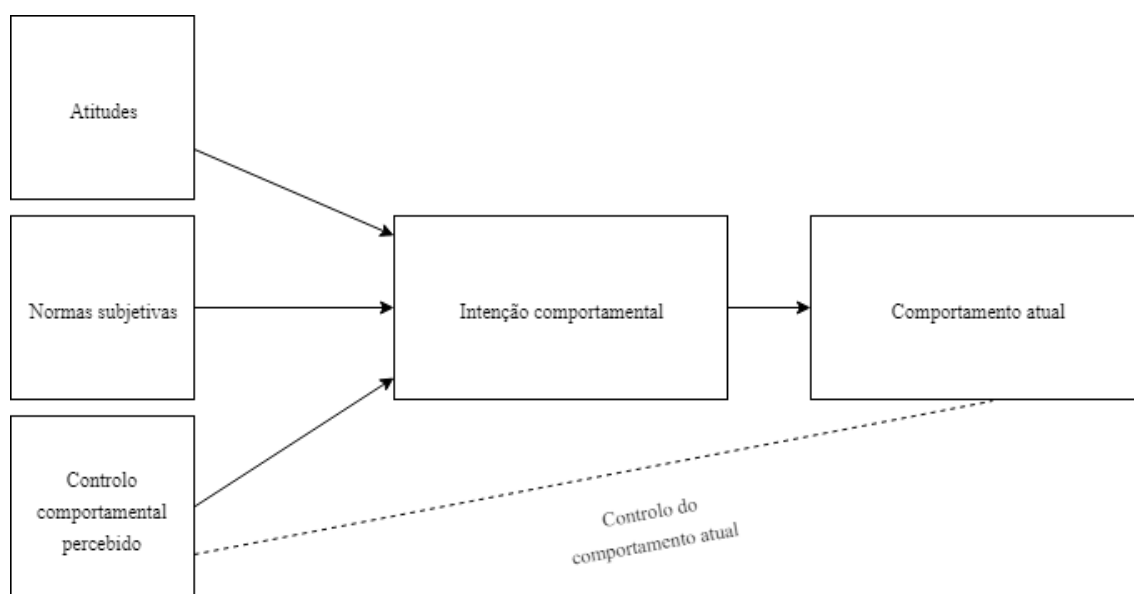 Atitudes
Normas subjetivas
Intenção comportamental
Comportamento atual
Controlo
comportamental
percebido
Controlo do
comportamento atual